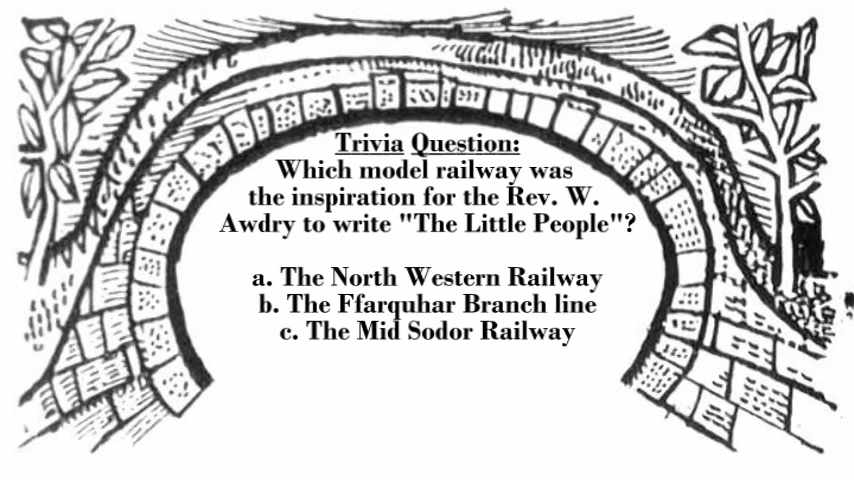 Trivia Question:
Which model railway was
the inspiration for the Rev. W.
Awdry to write "The Little People"?
a. The North Western Railway
b. The Ffarquhar Branch line
c. The Mid Sodor Railway